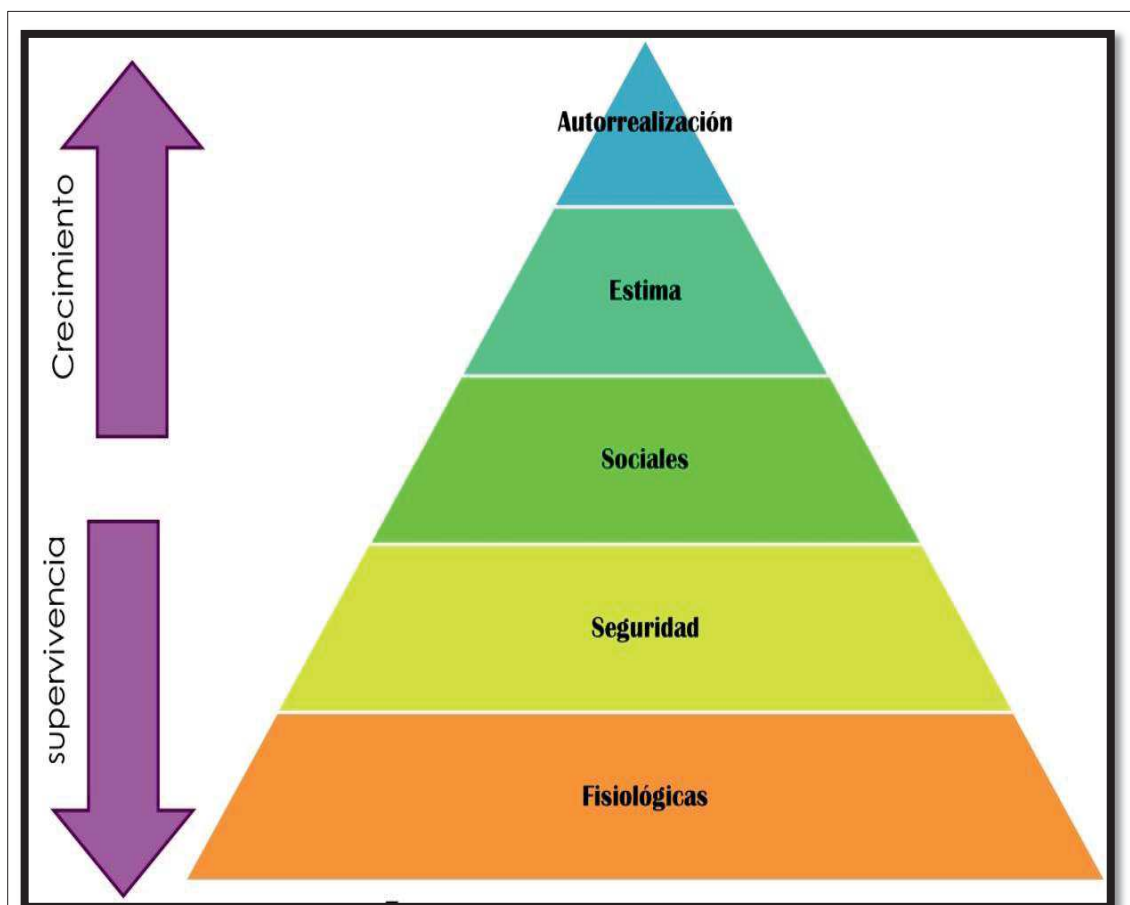 Crecimiento
supervivencia
Autorrealización
Estima
Sociales
Seguridad
Fisiológicas